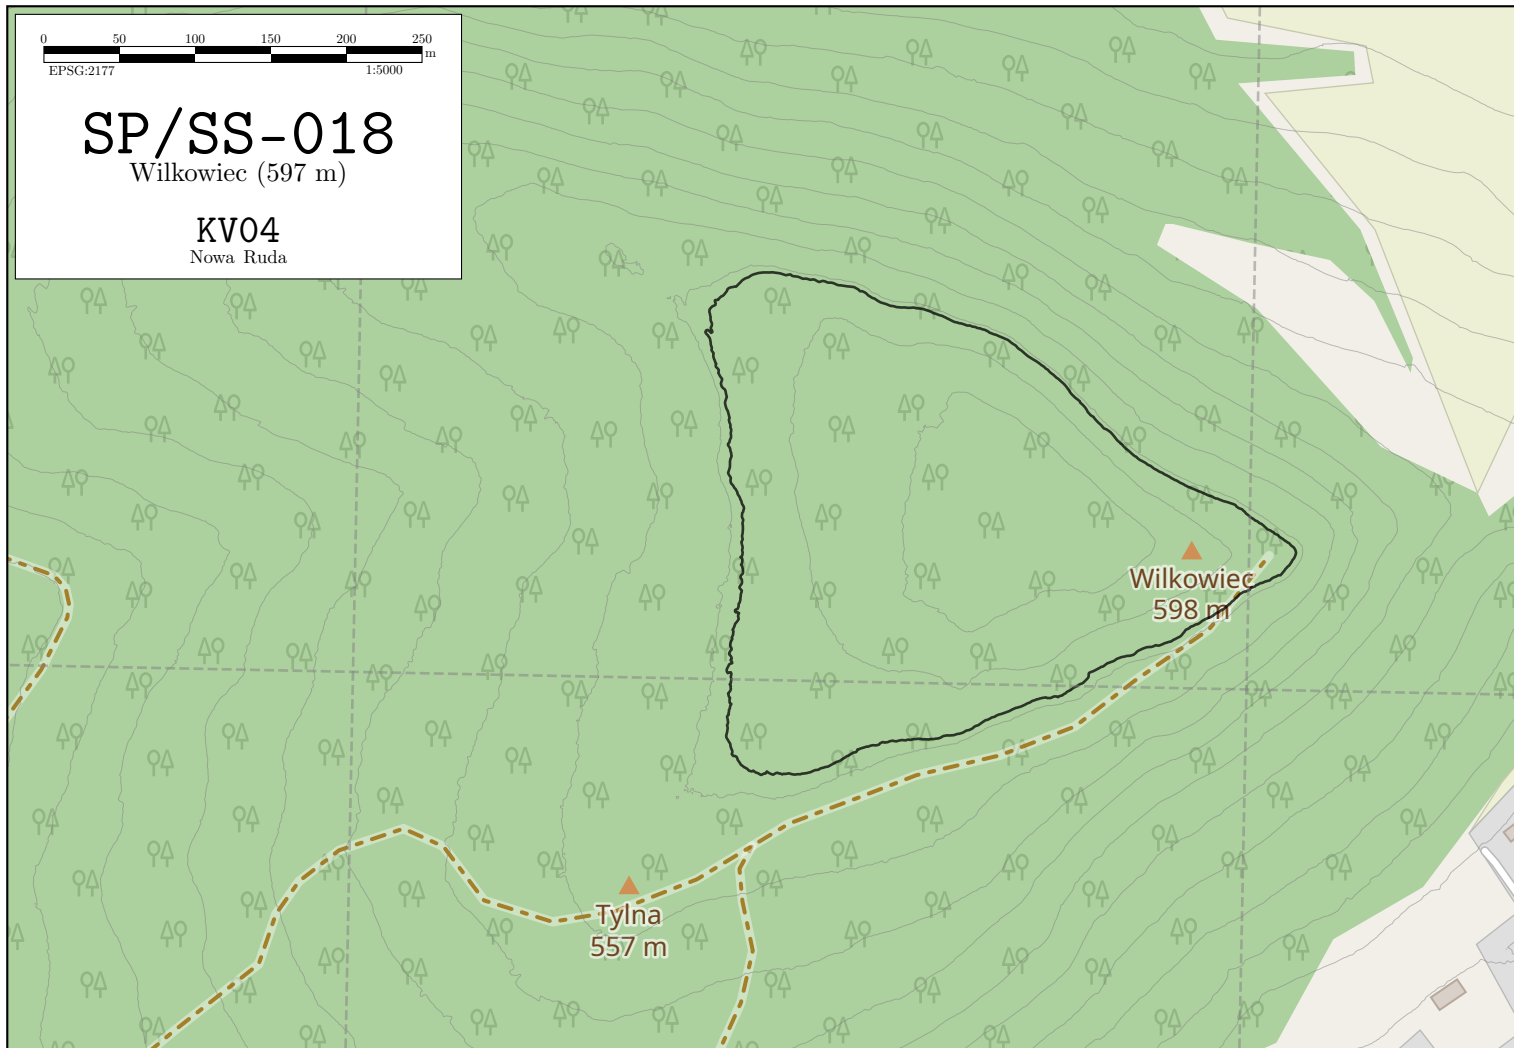 0 50 100 150 200 250
m
EPSG:2177 1:5000
SP/SS-018
Wilkowiec (597 m)
KV04
Nowa Ruda
Wilkowiec
598 m
Tylna
557 m